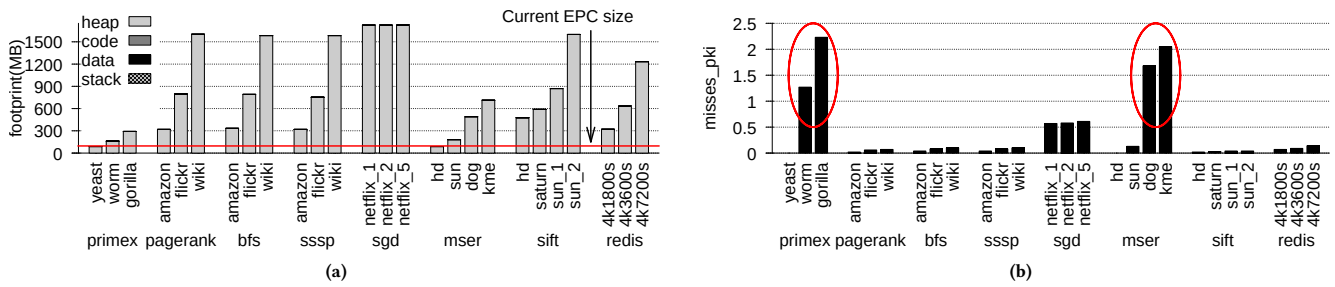 heap
code
data
stack
Current EPC size
footprint(MB)
1500
1200
900
600
300
0
yeast
worm
gorilla
amazon
flickr
wiki
amazon
flickr
wiki
amazon
flickr
wiki
netflix_1
netflix_2
netflix_5
hd
sun
dog
kme
hd
saturn
sun_1
sun_2
4k1800s
4k3600s
4k7200s
primex pagerank bfs sssp sgd mser sift redis
(a)
misses_pki
2.5
2
1.5
1
0.5
0
yeast
worm
gorilla
amazon
flickr
wiki
amazon
flickr
wiki
amazon
flickr
wiki
netflix_1
netflix_2
netflix_5
hd
sun
dog
kme
hd
saturn
sun_1
sun_2
4k1800s
4k3600s
4k7200s
primex pagerank bfs sssp sgd mser sift redis
(b)